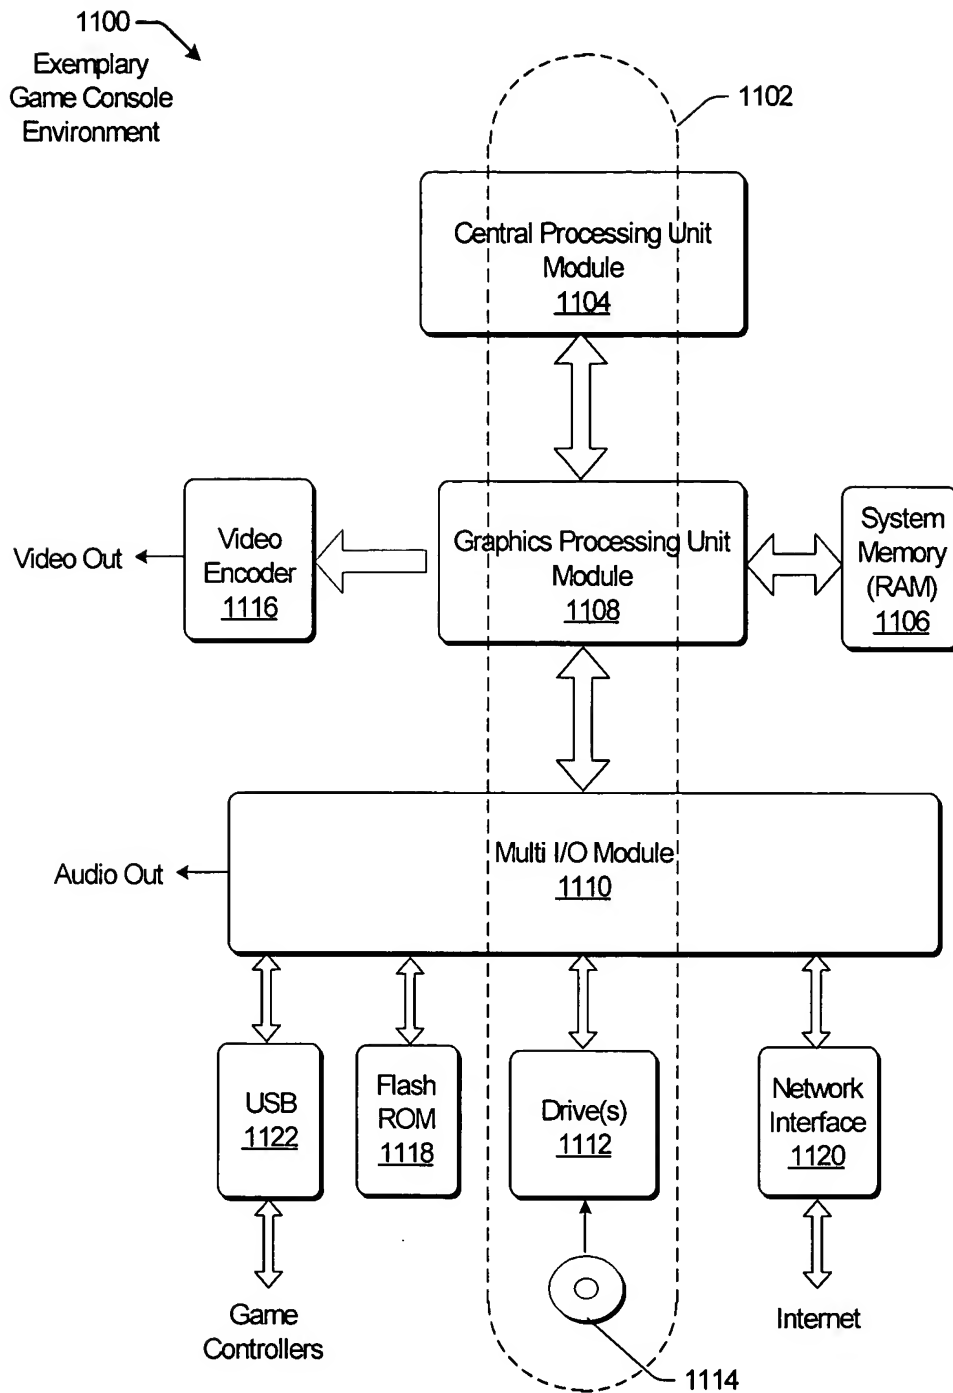 1100
Exemplary
Game Console
Environment
1102
Central Processing Unit
Module
1104
Video Out
Video
Encoder
1116
Graphics Processing Unit
Module
1108
System
Memory
(RAM)
1106
Audio Out
Multi I/O Module
1110
USB
1122
Flash
ROM
1118
Drive(s)
1112
Network
Interface
1120
Game
Controllers
Internet
1114